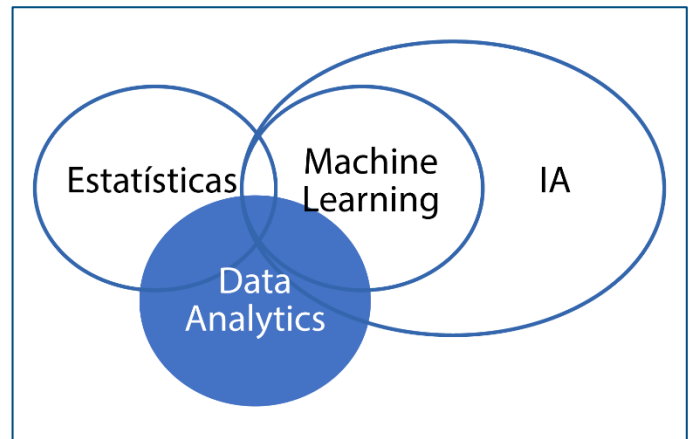 Estatísticas
Machine
Learning
IA
Data
Analytics